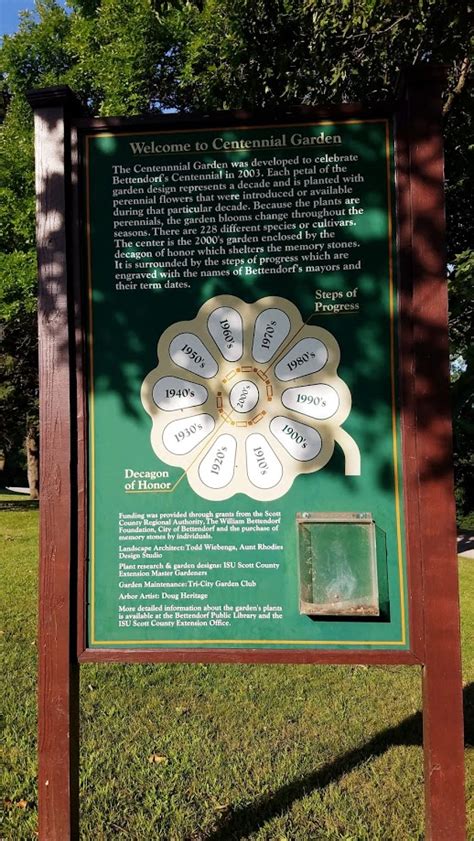 Welcome to Centennial Garden
The Centennnial Garden was developed to celebrate
Bettendorf's Centennial in 2003. Each petal of the
garden design represents a decade and is planted with
perennial flowers that were introduced or available
during that particular decade. Because the plants are
perennials, the garden blooms change throughout the
seasons. There are 228 different species or cultivars.
The center is the 2000's garden enclosed by the
decagon of honor which shelters the memory stones.
It is surrounded by the steps of progress which are
engraved with the names of Bettendorf's mayors and
their term dates.
Steps of
Progress
1960's
1970's
1950's
1980's
1940's
2000's
1990's
1930's
1900's
1920's
1910's
Decagon
of Honor
Funding was provided through grants from the Scott
County Regional Authority, The William Bettendorf
Foundation, City of Bettendorf and the purchase of
memory stones by individuals.
Landscape Architect: Todd Wiebenga, Aunt Rhodies
Design Studio
Plant research & garden designs: ISU Scott County
Extension Master Gardeners
Garden Maintenance: Tri-City Garden Club
Arbor Artist: Doug Heritage
More detailed information about the garden's plants
is available at the Bettendorf Public Library and the
ISU Scott County Extension Office.